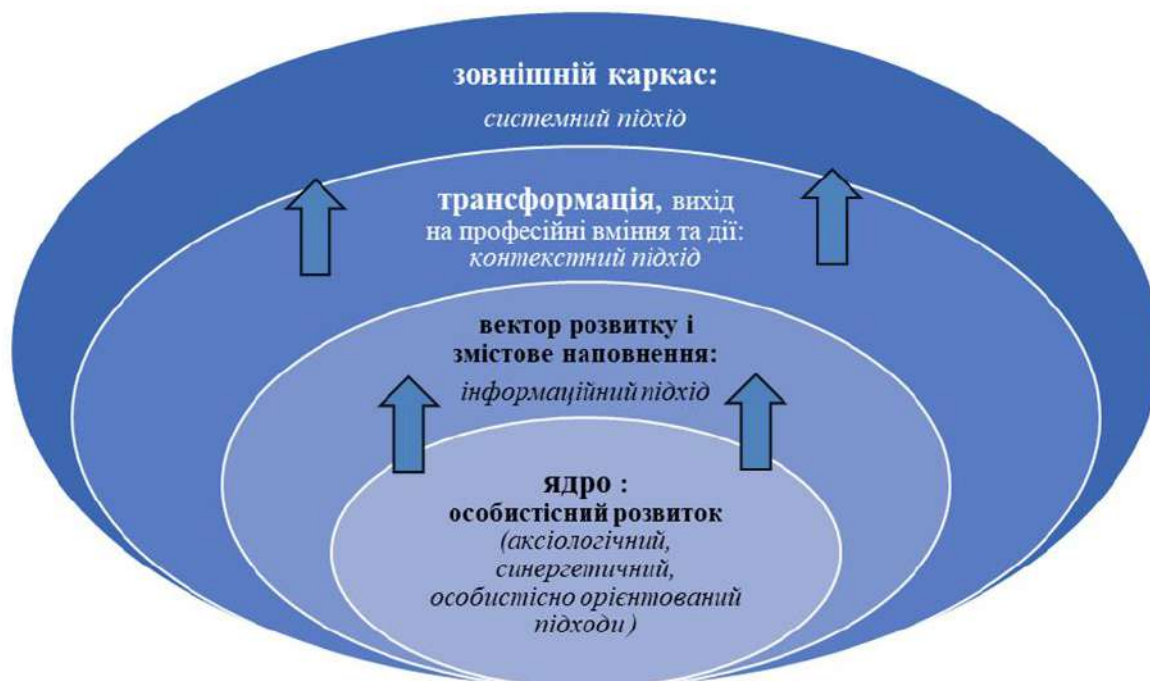 зовнішній каркас:
системний підхід
трансформація, вихід
на професійні вміння та дії:
контекстний підхід
вектор розвитку і
змістове наповнення:
інформаційний підхід
ядро :
особистісний розвиток
(аксіологічний,
синергетичний,
особистісно орієнтований
підходи)